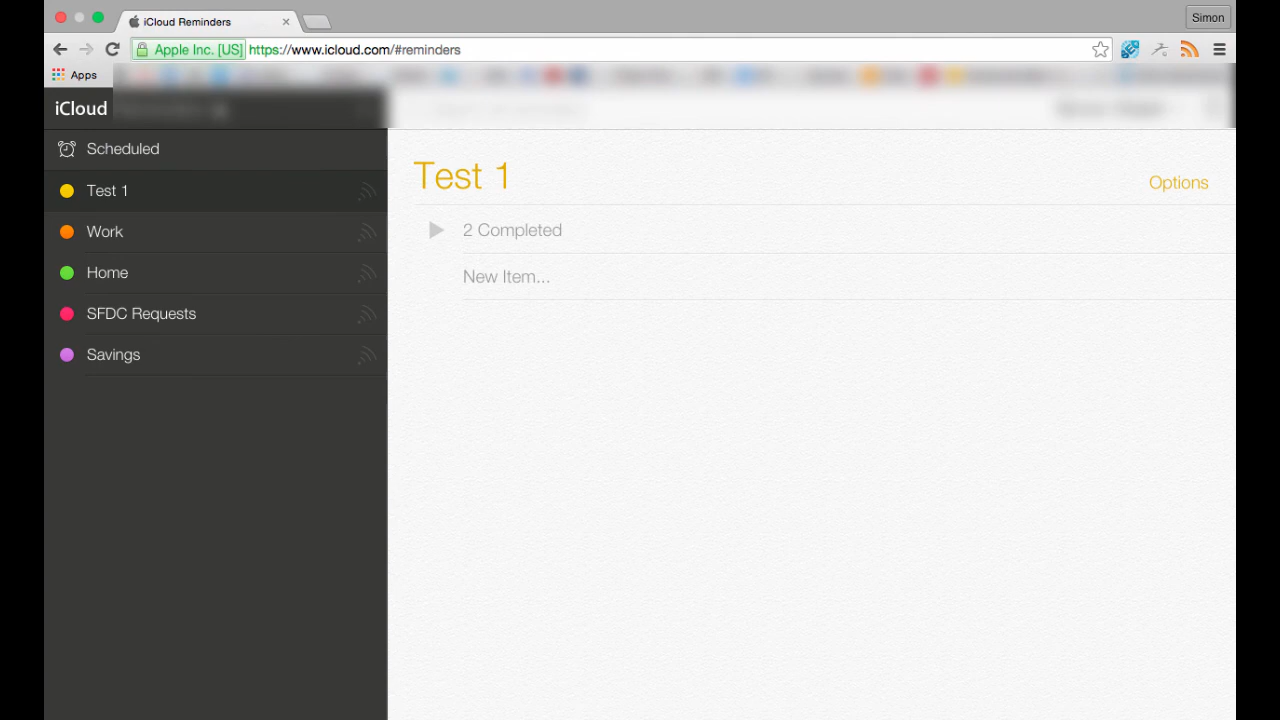 iCloud Reminders
Simon
Apple Inc. [US] https://www.icloud.com/#reminders
Apps
iCloud
Scheduled
Test 1
Work
Home
SFDC Requests
Savings
Test 1
Options
2 Completed
New Item...